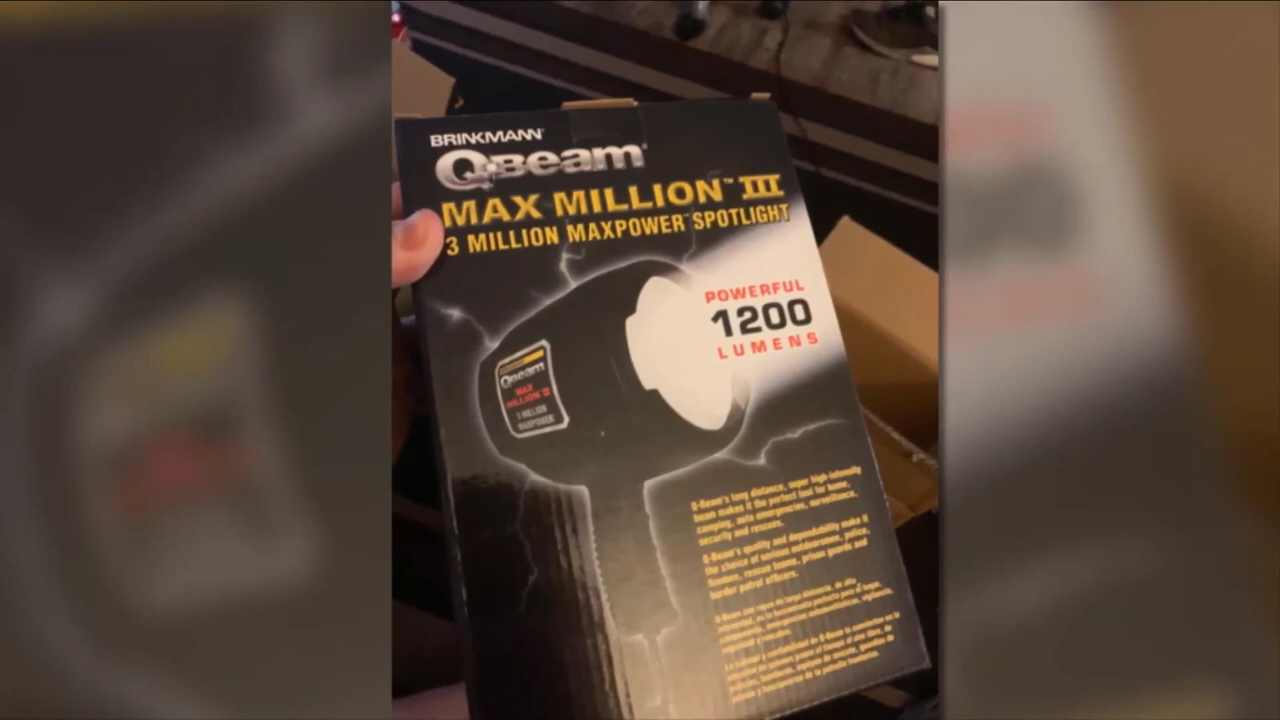 BRINKMANN
Q-Beam
MAX MILLION™ III
3 MILLION MAXPOWER™ SPOTLIGHT
POWERFUL
1200
LUMENS
QBeam
MAX
MILLION III
3 MILLION
MAXPOWER
Q-Beam's long distance, super high-intensity
beam makes it the perfect tool for home,
camping, auto emergencies, surveillance,
security and rescues.
Q-Beam's quality and dependability make it
the choice of serious outdoorsmen, police,
firemen, rescue teams, prison guards and
border patrol officers.